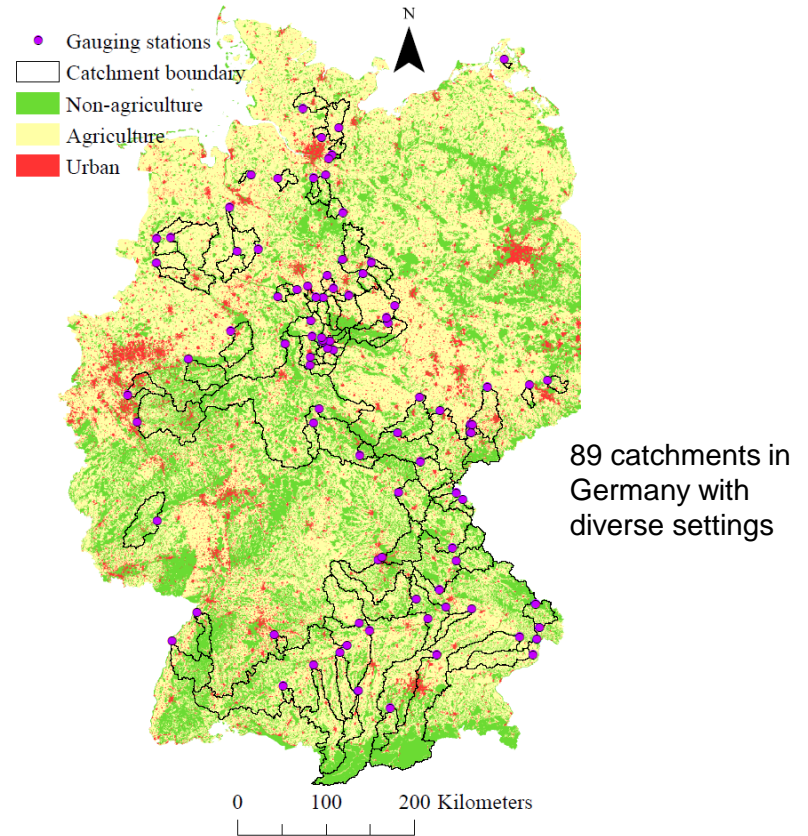 N
Gauging stations
Catchment boundary
Non-agriculture
Agriculture
Urban
89 catchments in
Germany with
diverse settings
0 100 200 Kilometers